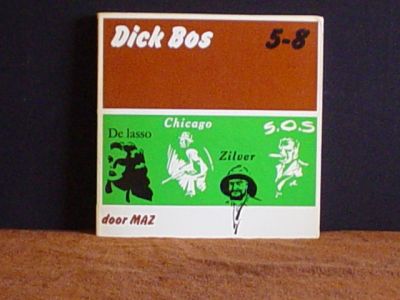 Dick Bos 5-8
Chicago
S.O.S
De lasso
Zilver
door MAZ